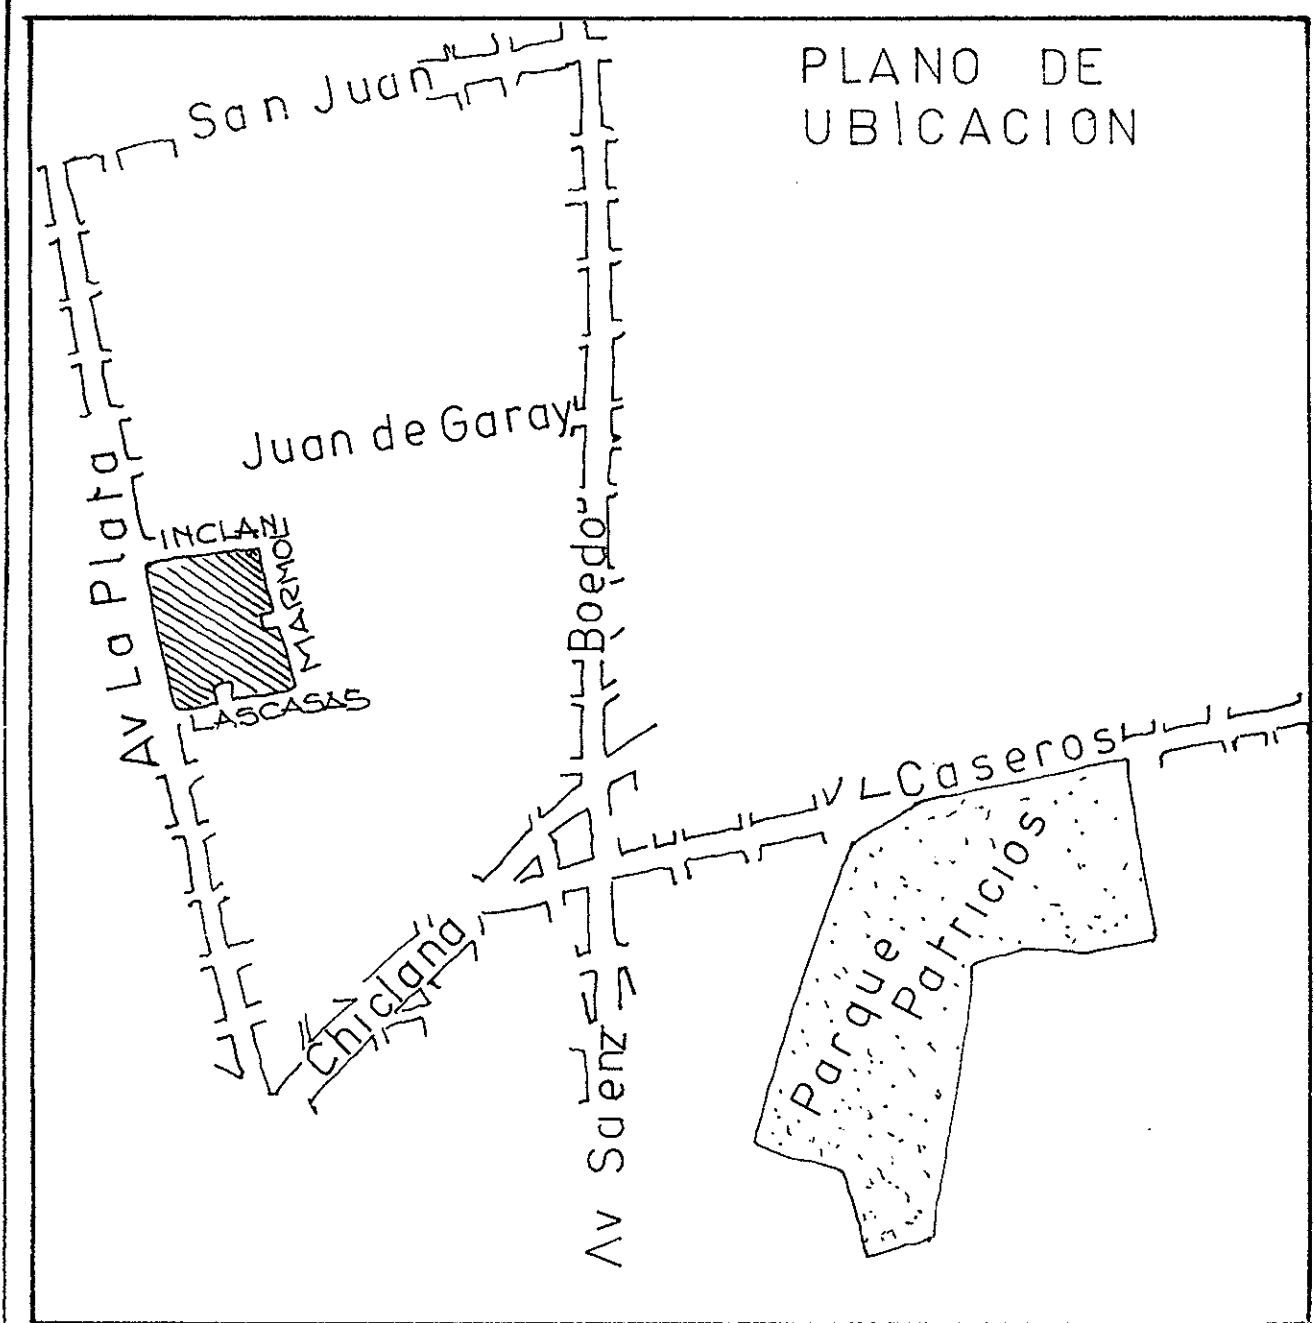 PLANO DE
UBICACION
San Juan
Juan de Garay
Av La Plata
INCLAN
MARMOL
LASCASAS
Boedo
Caseros
Parque
Patricios
Chiclana
Av Saenz